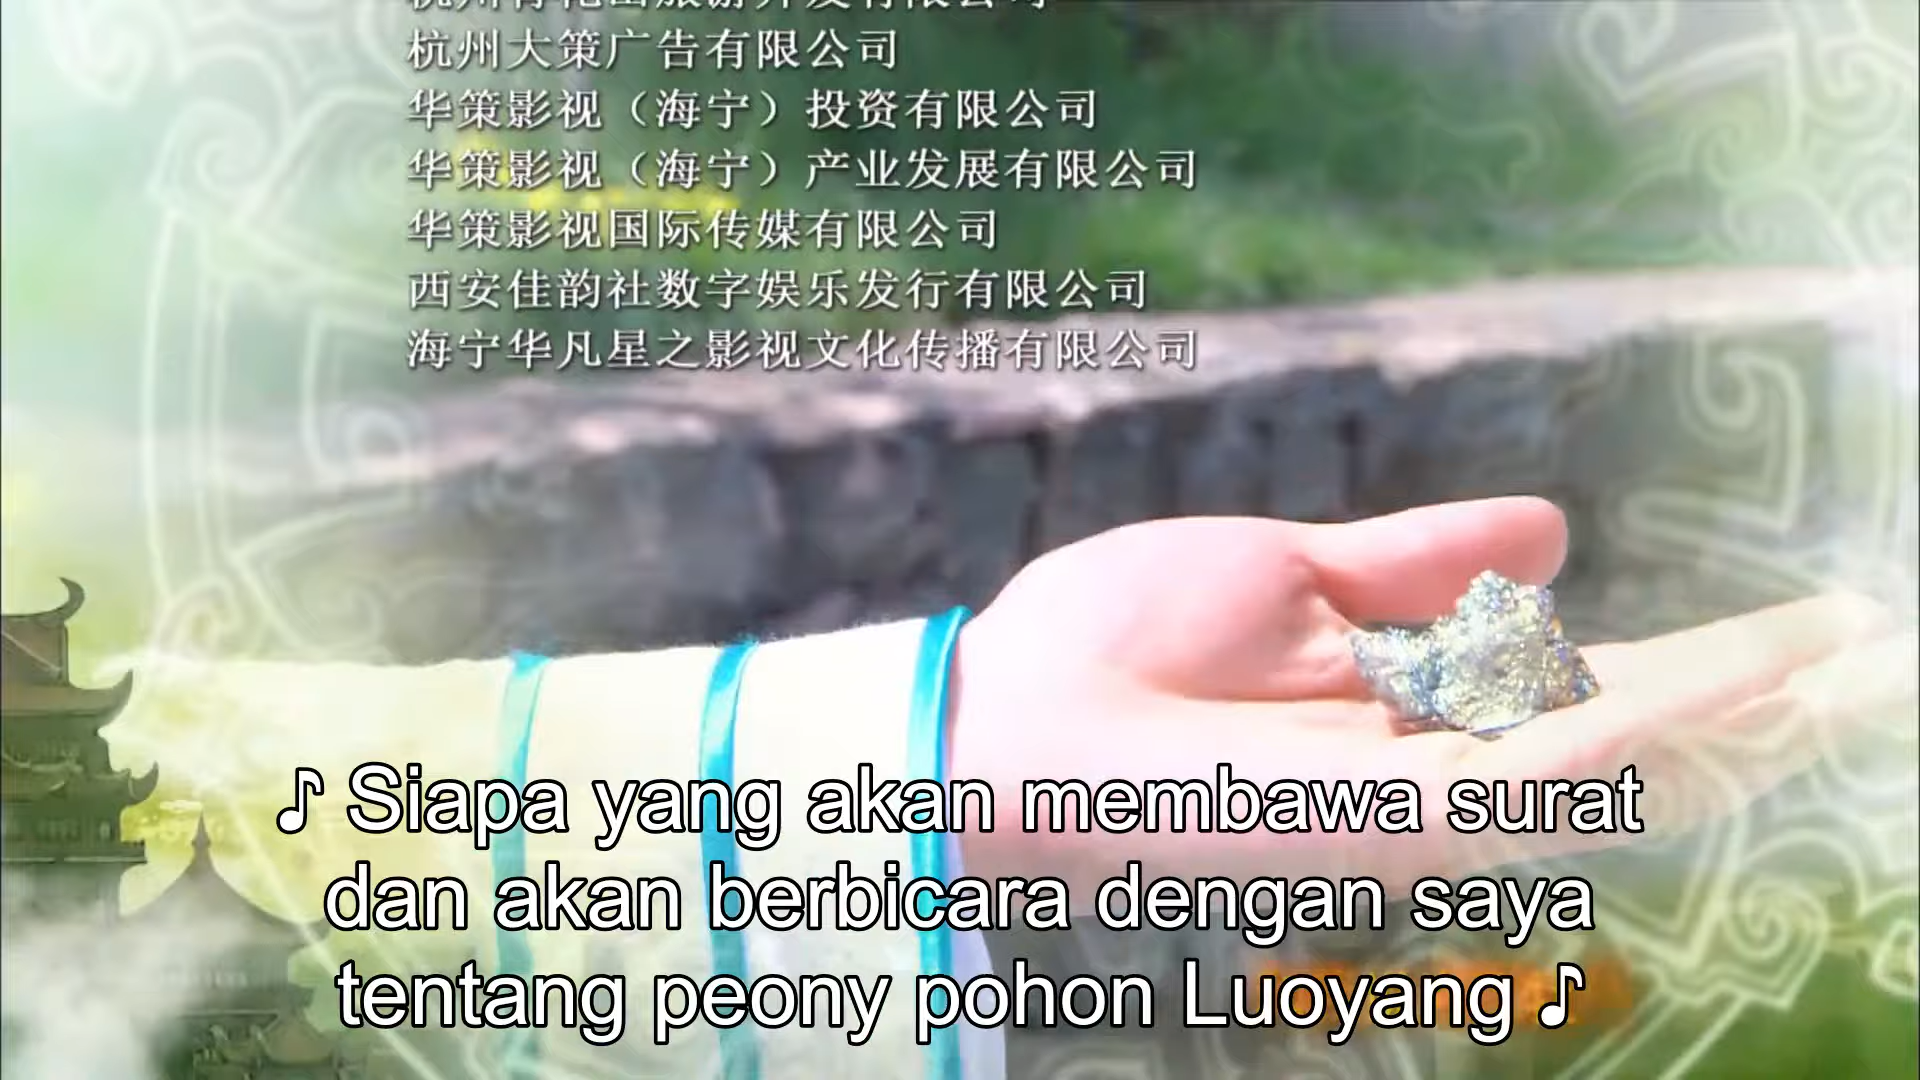 杭州大策广告有限公司
华策影视（海宁）投资有限公司
华策影视（海宁）产业发展有限公司
华策影视国际传媒有限公司
西安佳韵社数字娱乐发行有限公司
海宁华凡星之影视文化传播有限公司
♪ Siapa yang akan membawa surat
dan akan berbicara dengan saya
tentang peony pohon Luoyang ♪